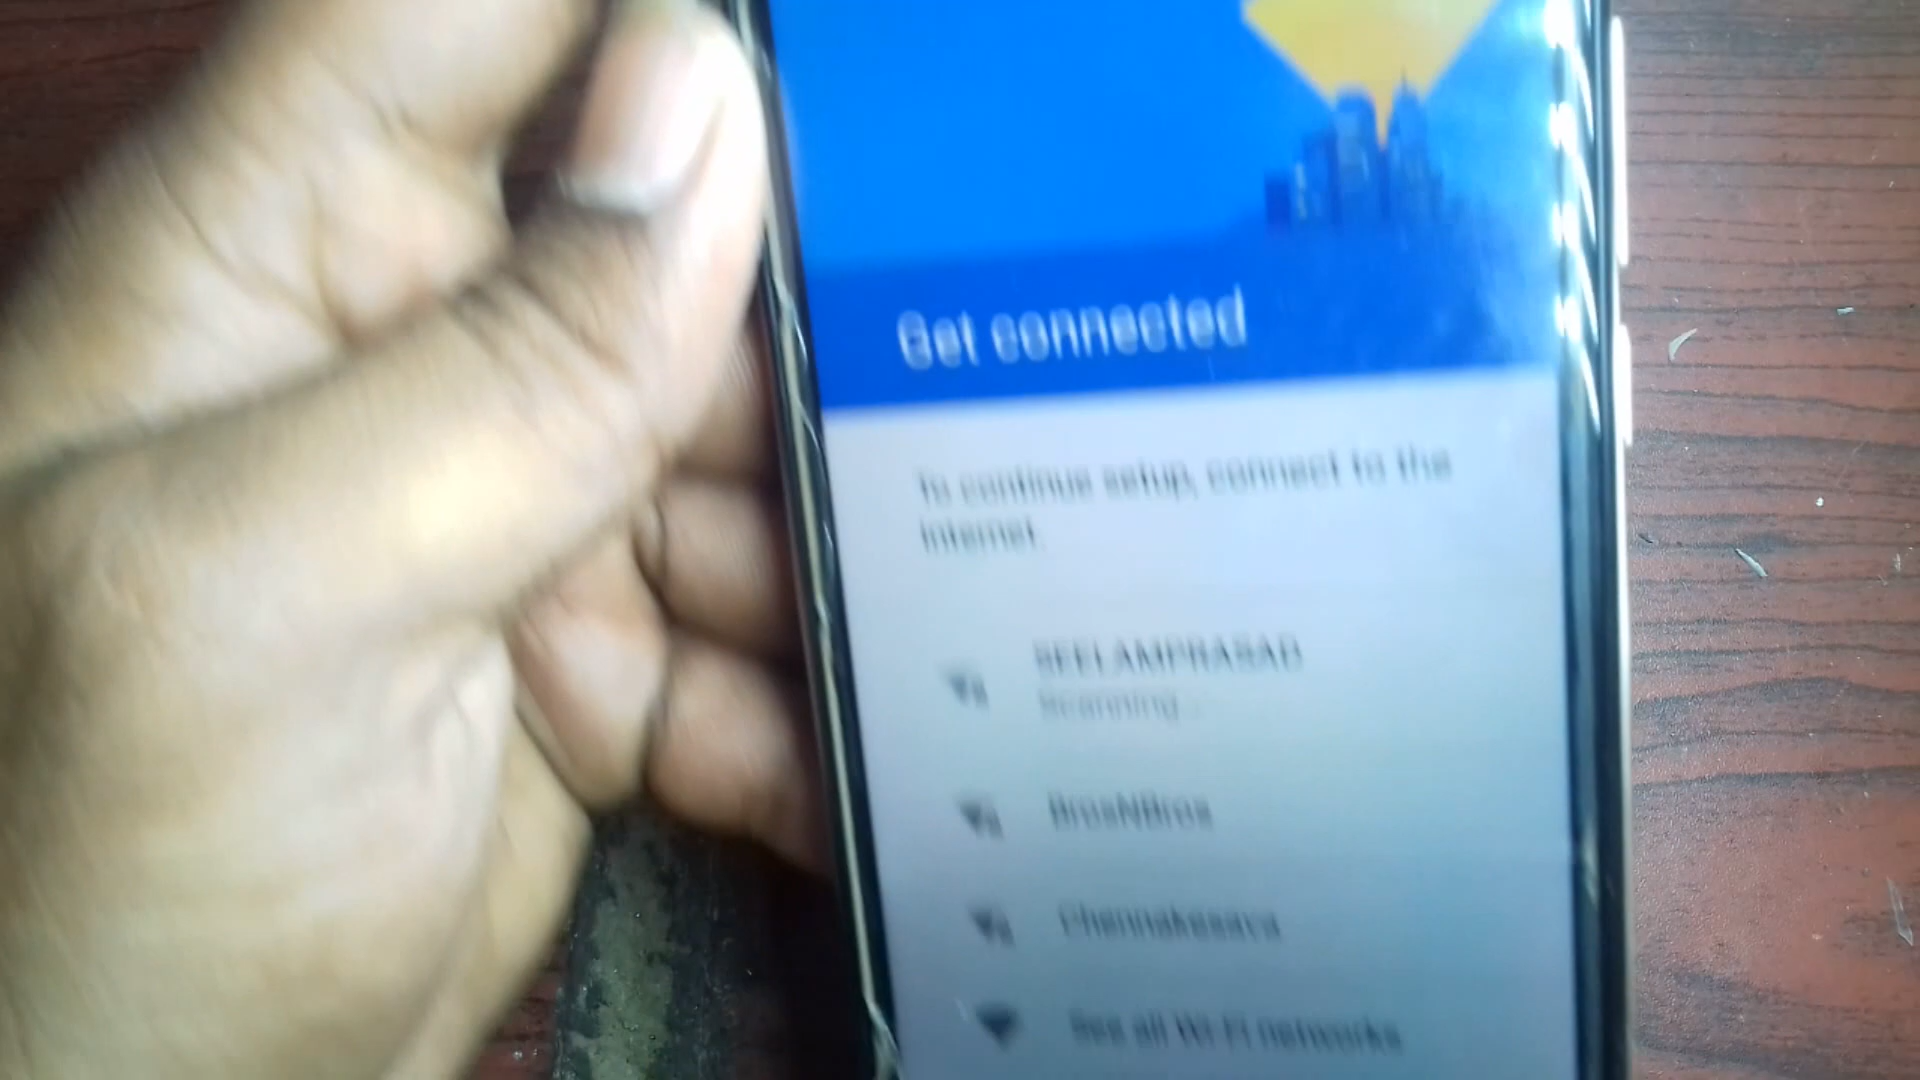 Get connected
To continue setup, connect to the
Internet.
SEELAMPRASAD
Scanning...
BrosNBros
Chennakesava
See all Wi-Fi networks